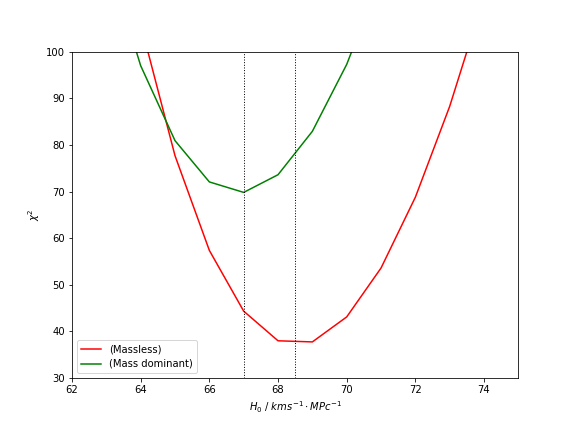 100
90
80
70
60
50
40
30
χ²
(Massless)
(Mass dominant)
62 64 66 68 70 72 74
H₀ / kms⁻¹ · MPc⁻¹